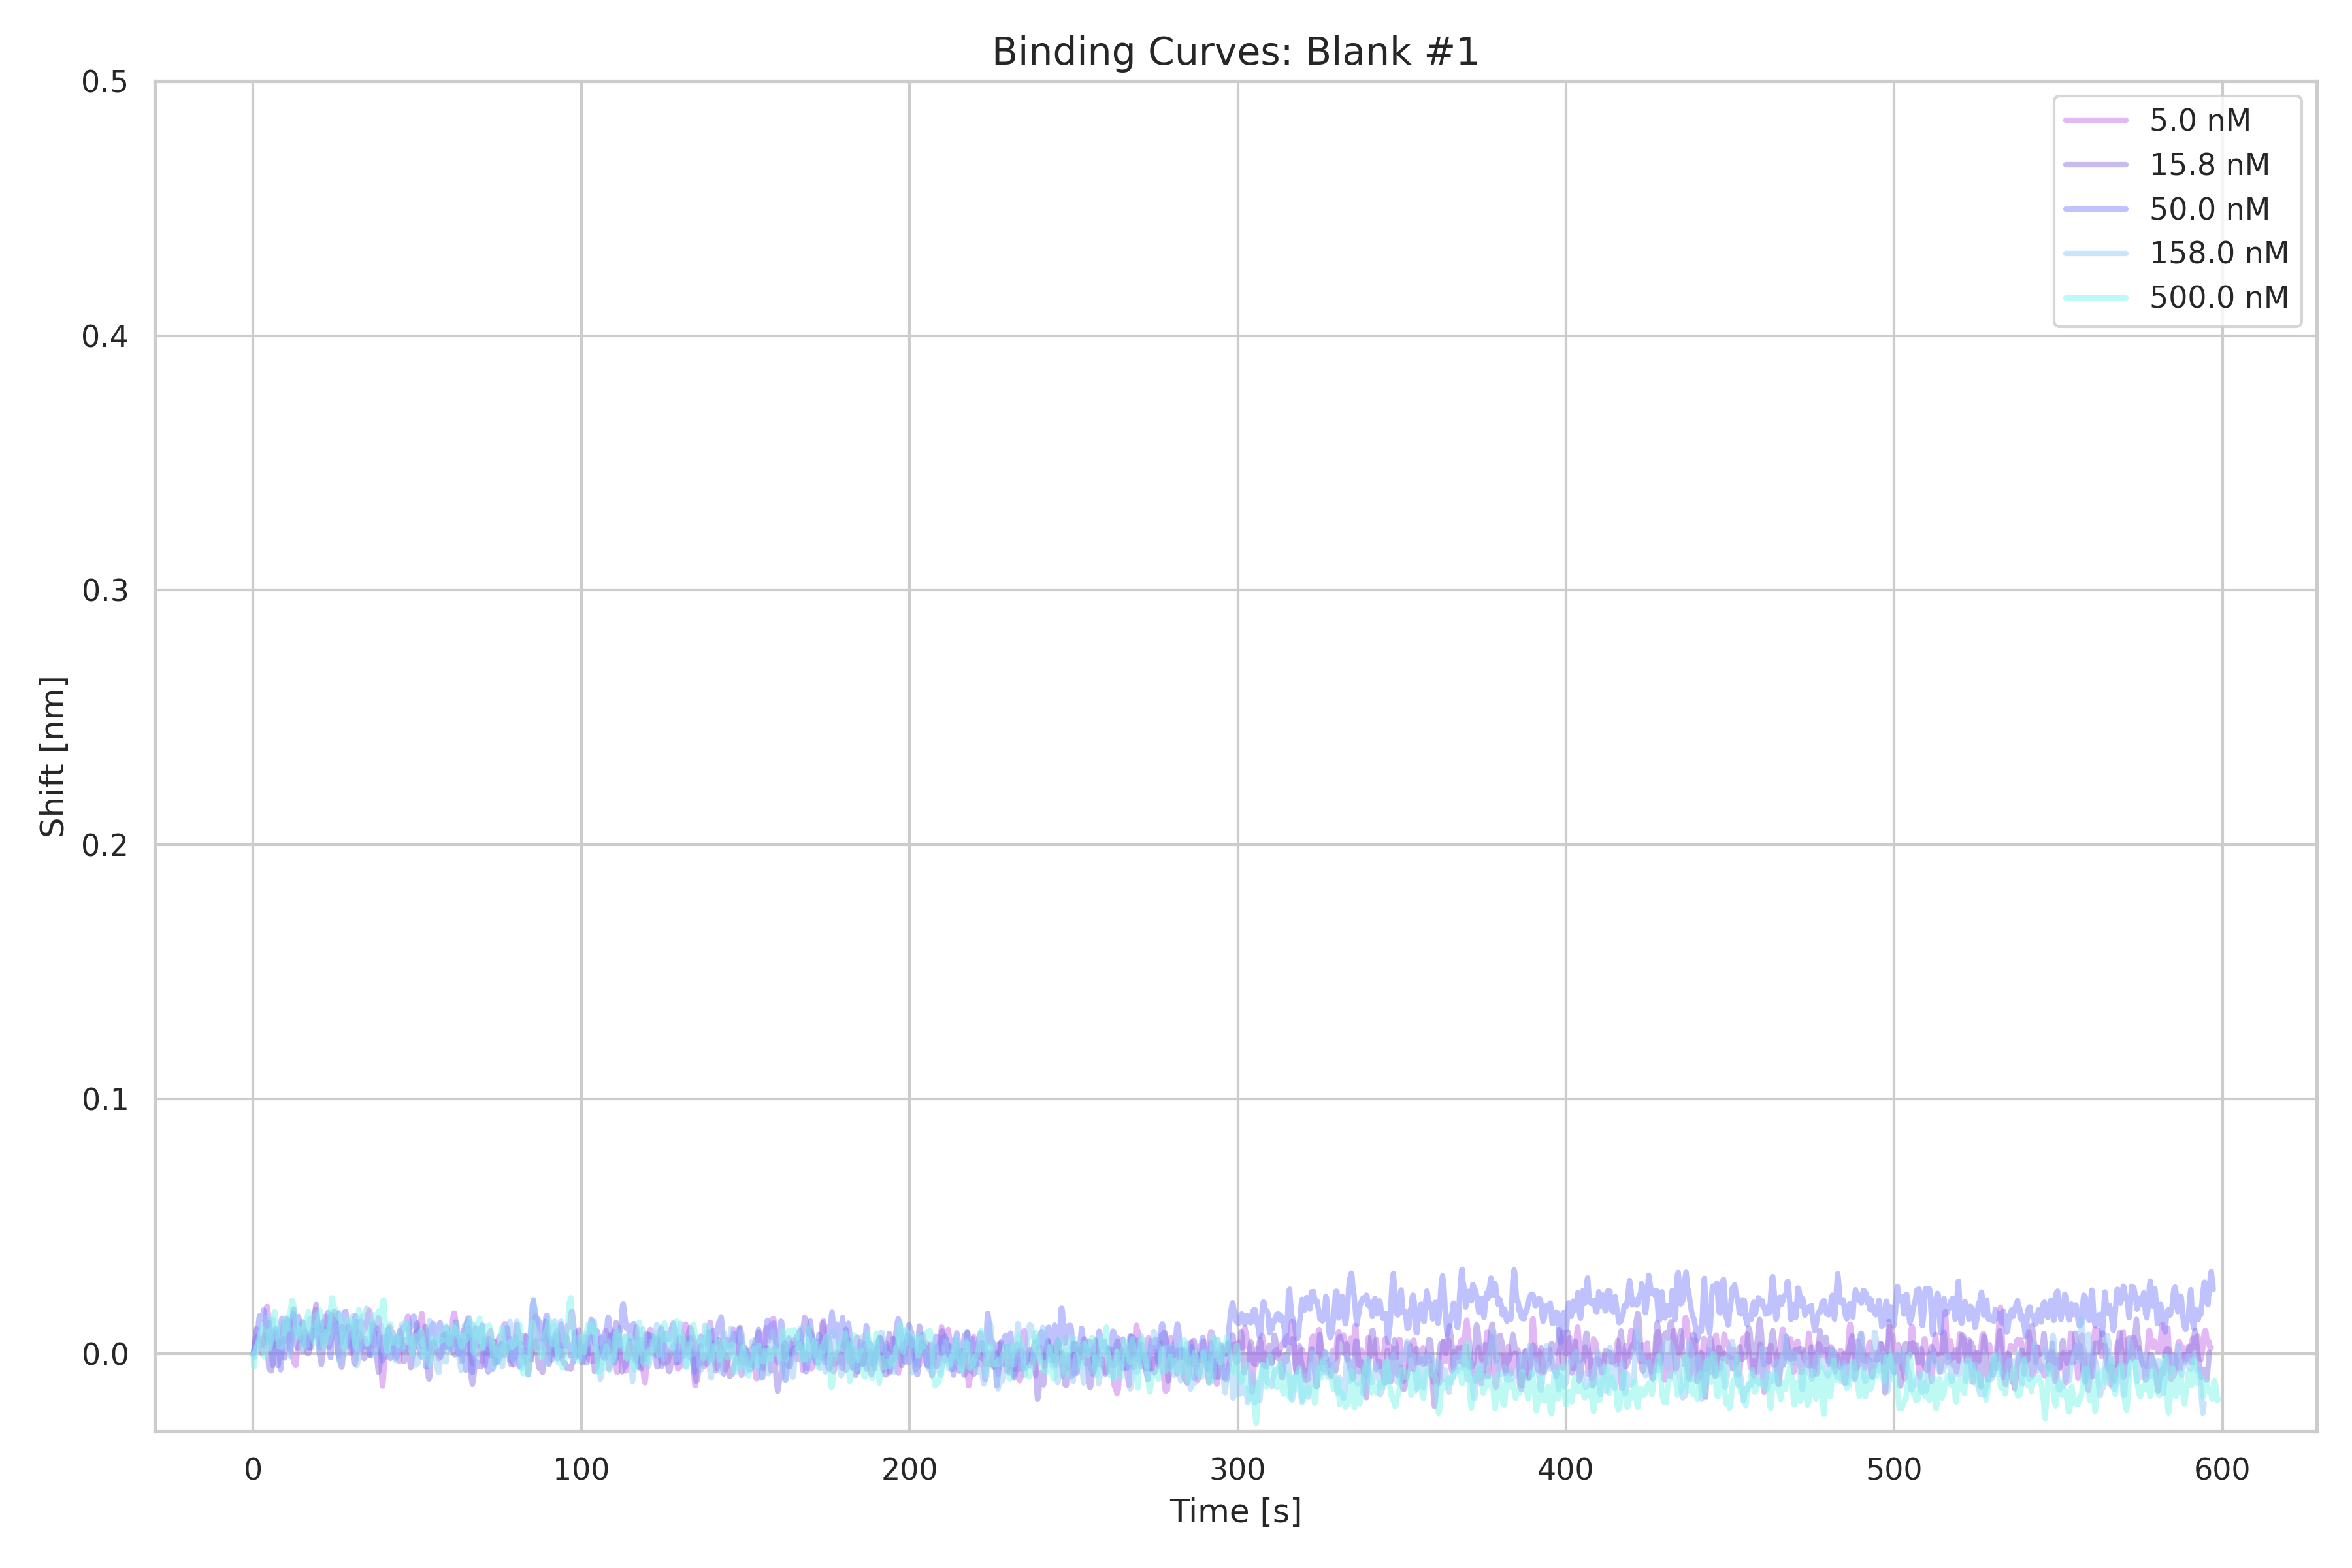 Binding Curves: Blank #1
0.5
0.4
0.3
0.2
0.1
0.0
Shift [nm]
5.0 nM
15.8 nM
50.0 nM
158.0 nM
500.0 nM
0 100 200 300 400 500 600
Time [s]